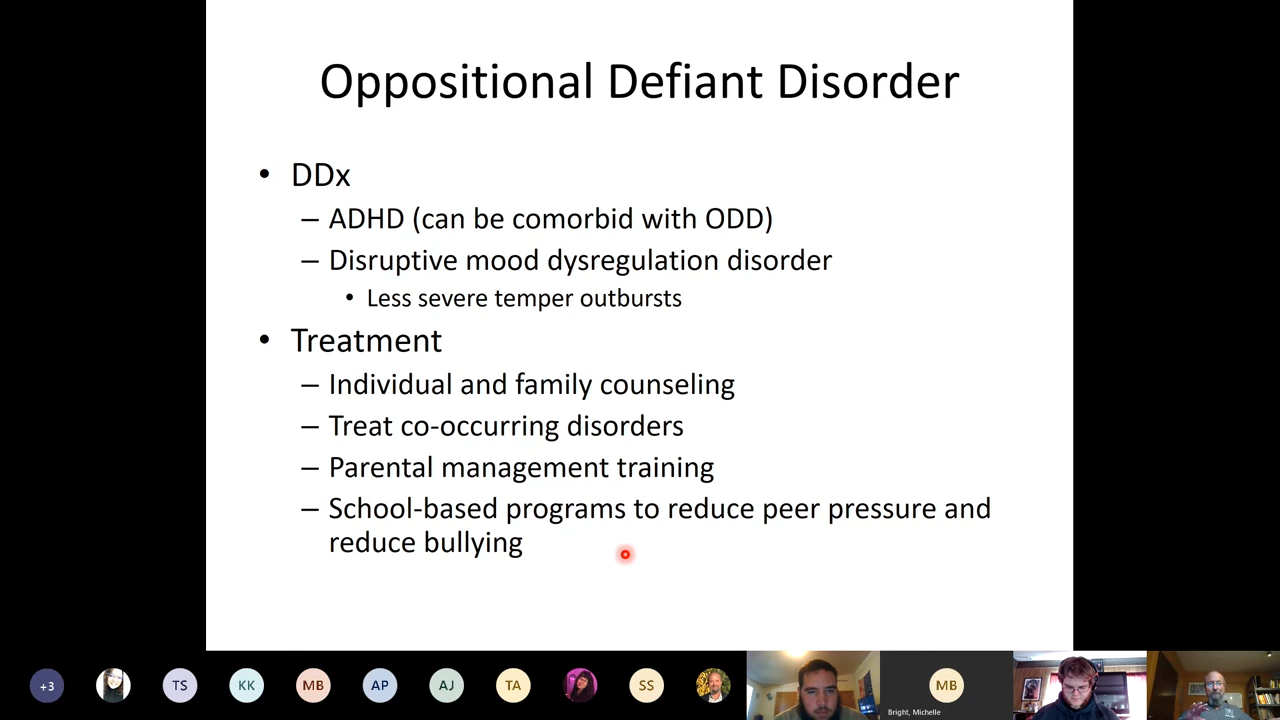 Oppositional Defiant Disorder
• DDx
– ADHD (can be comorbid with ODD)
– Disruptive mood dysregulation disorder
• Less severe temper outbursts
• Treatment
– Individual and family counseling
– Treat co-occurring disorders
– Parental management training
– School-based programs to reduce peer pressure and
reduce bullying
+3
TS
KK
MB
AP
AJ
TA
SS
MB
Bright, Michelle